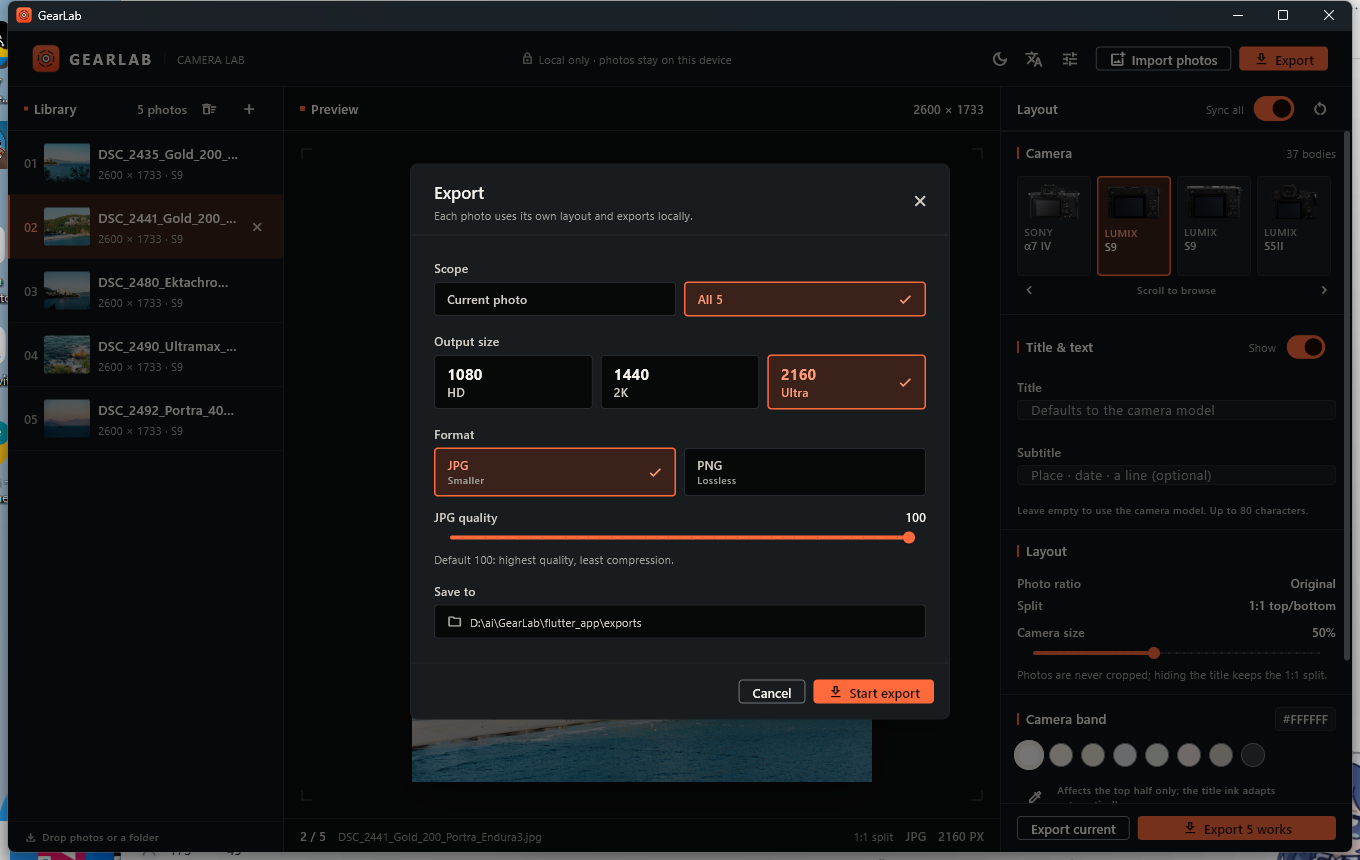 GearLab
GEARLAB
CAMERA LAB
Local only · photos stay on this device
Import photos
Export
Library
5 photos
Preview
2600 × 1733
Layout
Sync all
01
DSC_2435_Gold_200_...
2600 × 1733 · S9
02
DSC_2441_Gold_200_...
2600 × 1733 · S9
03
DSC_2480_Ektachro...
2600 × 1733 · S9
04
DSC_2490_Ultramax_...
2600 × 1733 · S9
05
DSC_2492_Portra_40...
2600 × 1733 · S9
Drop photos or a folder
Export
Each photo uses its own layout and exports locally.
Scope
Current photo
All 5
Output size
1080
HD
1440
2K
2160
Ultra
Format
JPG
Smaller
PNG
Lossless
JPG quality
100
Default 100: highest quality, least compression.
Save to
D:\ai\GearLab\flutter_app\exports
Cancel
Start export
2 / 5
DSC_2441_Gold_200_Portra_Endura3.jpg
1:1 split
JPG
2160 PX
Camera
37 bodies
SONY
α7 IV
LUMIX
S9
LUMIX
S9
LUMIX
S5II
Scroll to browse
Title & text
Show
Title
Defaults to the camera model
Subtitle
Place · date · a line (optional)
Leave empty to use the camera model. Up to 80 characters.
Layout
Photo ratio
Original
Split
1:1 top/bottom
Camera size
50%
Photos are never cropped; hiding the title keeps the 1:1 split.
Camera band
#FFFFFF
Affects the top half only; the title ink adapts
Export current
Export 5 works